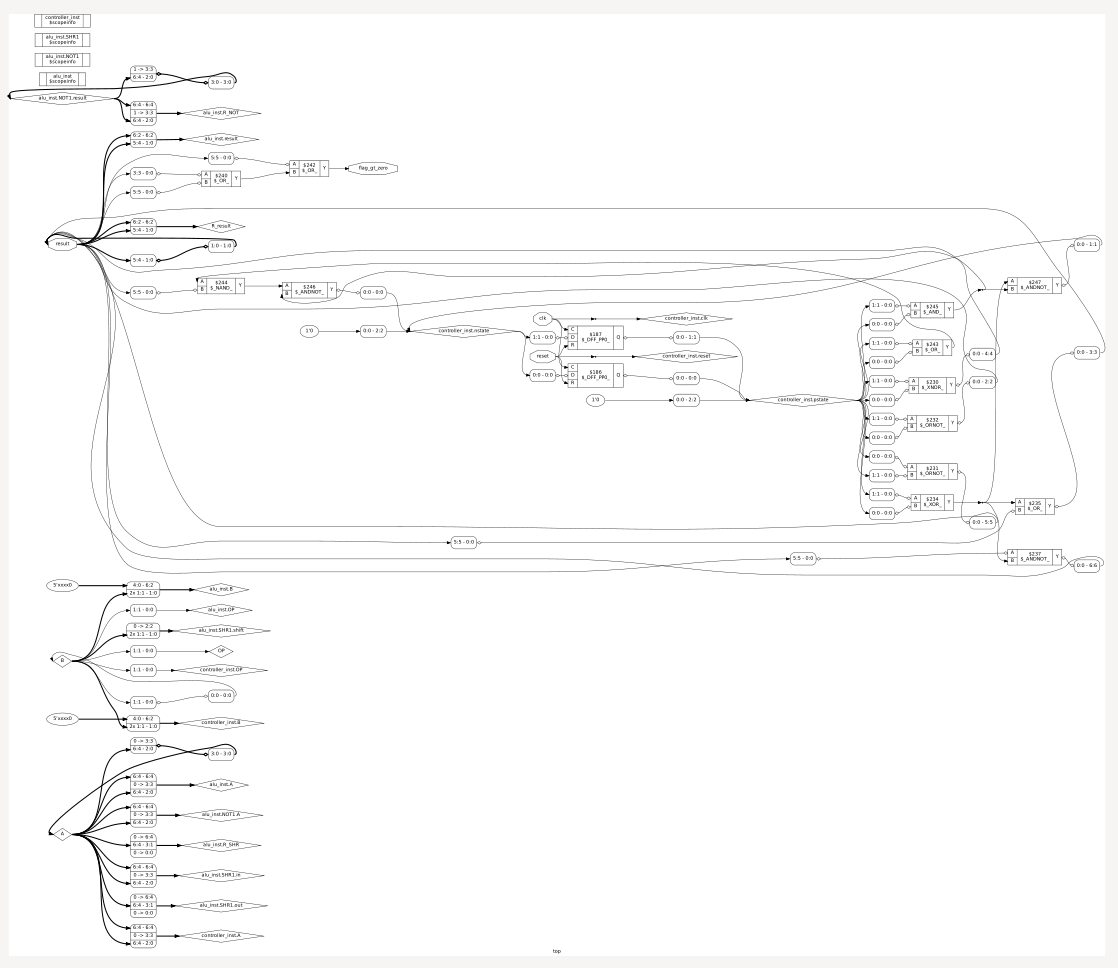 controller_inst
$scopeinfo
alu_inst.SHR1
$scopeinfo
alu_inst.NOT1
$scopeinfo
alu_inst
$scopeinfo
1 -> 3:3
6:4 - 2:0
3:0 - 3:0
alu_inst.NOT1.result
6:4 - 6:4
1 -> 3:3
6:4 - 2:0
alu_inst.R_NOT
6:2 - 6:2
5:4 - 1:0
alu_inst.result
5:5 - 0:0
3:3 - 0:0
5:5 - 0:0
A
B
$240
$_OR_
Y
A
B
$242
$_OR_
Y
flag_gt_zero
6:2 - 6:2
5:4 - 1:0
R_result
result
5:4 - 1:0
1:0 - 1:0
5:5 - 0:0
A
B
$244
$_NAND_
Y
A
B
$246
$_ANDNOT_
Y
0:0 - 0:0
1'0
0:0 - 2:2
controller_inst.nstate
clk
reset
1:1 - 0:0
0:0 - 0:0
C
D
R
$187
$_DFF_PP0_
Q
C
D
R
$186
$_DFF_PP0_
Q
controller_inst.clk
controller_inst.reset
0:0 - 1:1
0:0 - 0:0
1'0
0:0 - 2:2
controller_inst.pstate
1:1 - 0:0
0:0 - 0:0
A
B
$245
$_AND_
Y
1:1 - 0:0
0:0 - 0:0
A
B
$243
$_OR_
Y
1:1 - 0:0
0:0 - 0:0
A
B
$230
$_XNOR_
Y
1:1 - 0:0
0:0 - 0:0
A
B
$232
$_ORNOT_
Y
0:0 - 0:0
1:1 - 0:0
A
B
$231
$_ORNOT_
Y
1:1 - 0:0
0:0 - 0:0
A
B
$234
$_XOR_
Y
0:0 - 4:4
0:0 - 2:2
0:0 - 5:5
A
B
$247
$_ANDNOT_
Y
0:0 - 1:1
0:0 - 3:3
A
B
$235
$_OR_
Y
5:5 - 0:0
5:5 - 0:0
A
B
$237
$_ANDNOT_
Y
0:0 - 6:6
5'xxxx0
4:0 - 6:2
2x 1:1 - 1:0
alu_inst.B
1:1 - 0:0
alu_inst.OP
0 -> 2:2
2x 1:1 - 1:0
alu_inst.SHR1.shift
1:1 - 0:0
OP
B
1:1 - 0:0
controller_inst.OP
1:1 - 0:0
0:0 - 0:0
5'xxxx0
4:0 - 6:2
2x 1:1 - 1:0
controller_inst.B
0 -> 3:3
6:4 - 2:0
3:0 - 3:0
6:4 - 6:4
0 -> 3:3
6:4 - 2:0
alu_inst.A
6:4 - 6:4
0 -> 3:3
6:4 - 2:0
alu_inst.NOT1.A
A
0 -> 6:4
6:4 - 3:1
0 -> 0:0
alu_inst.R_SHR
6:4 - 6:4
0 -> 3:3
6:4 - 2:0
alu_inst.SHR1.in
0 -> 6:4
6:4 - 3:1
0 -> 0:0
alu_inst.SHR1.out
6:4 - 6:4
0 -> 3:3
6:4 - 2:0
controller_inst.A
top